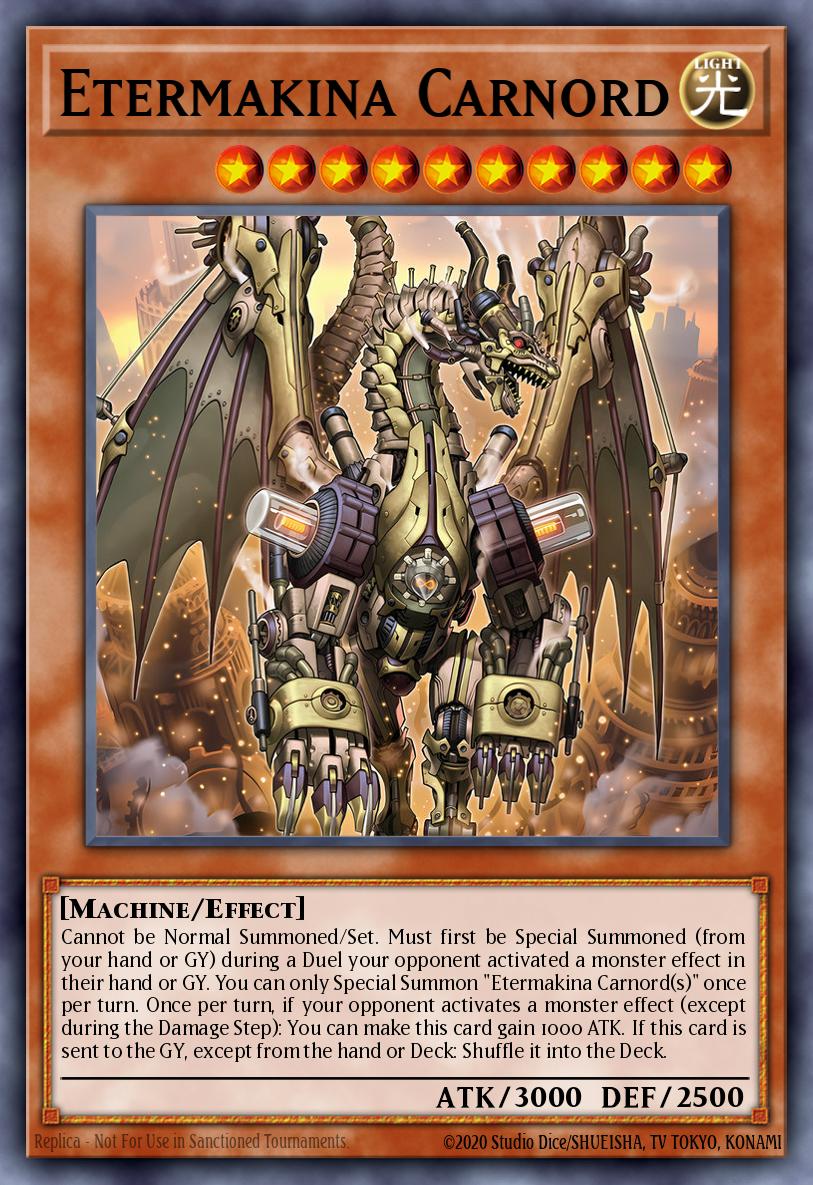 Etermakina Carnord
LIGHT
光
[Machine/Effect]
Cannot be Normal Summoned/Set. Must first be Special Summoned (from
your hand or GY) during a Duel your opponent activated a monster effect in
their hand or GY. You can only Special Summon "Etermakina Carnord(s)" once
per turn. Once per turn, if your opponent activates a monster effect (except
during the Damage Step): You can make this card gain 1000 ATK. If this card is
sent to the GY, except from the hand or Deck: Shuffle it into the Deck.
ATK/3000 DEF/2500
Replica - Not For Use in Sanctioned Tournaments.
©2020 Studio Dice/SHUEISHA, TV TOKYO, KONAMI